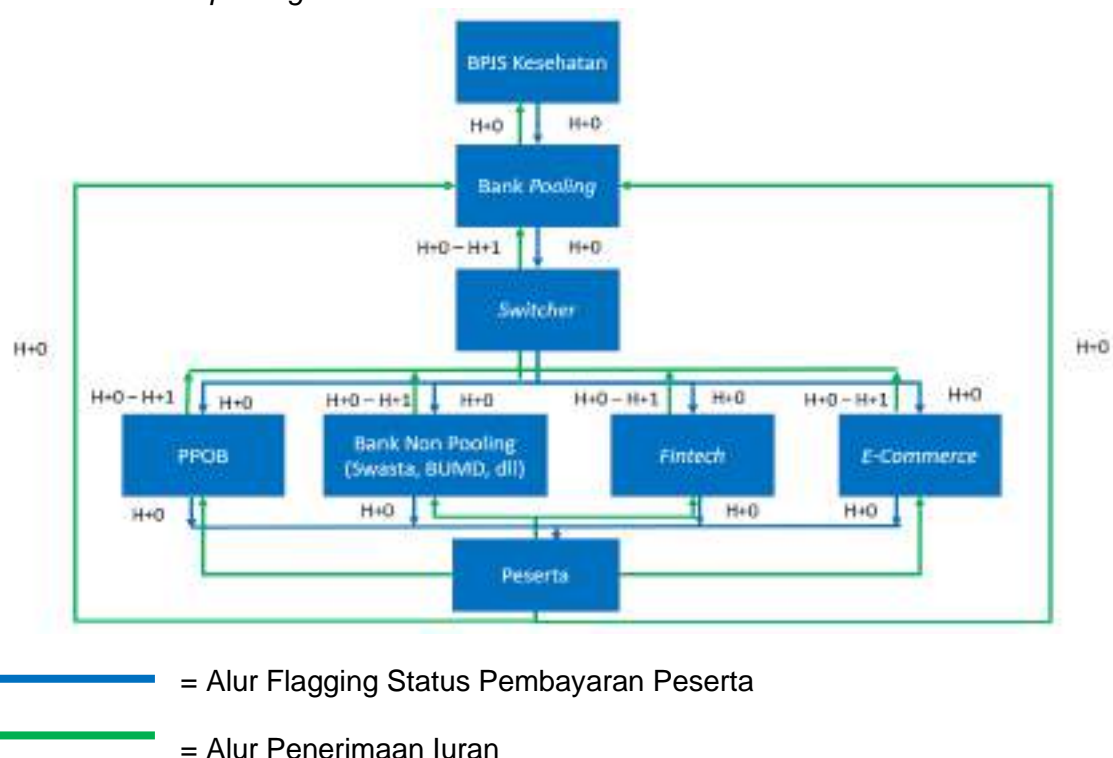 BPJS Kesehatan
H+0 H+0
Bank Pooling
H+0 – H+1 H+0
Switcher
H+0 H+0
H+0 – H+1 H+0 H+0 – H+1 H+0 H+0 – H+1 H+0 H+0 – H+1 H+0
PPOB
Bank Non Pooling
(Swasta, BUMD, dll)
Fintech
E-Commerce
H+0 H+0 H+0 H+0
Peserta
= Alur Flagging Status Pembayaran Peserta
= Alur Penerimaan Iuran